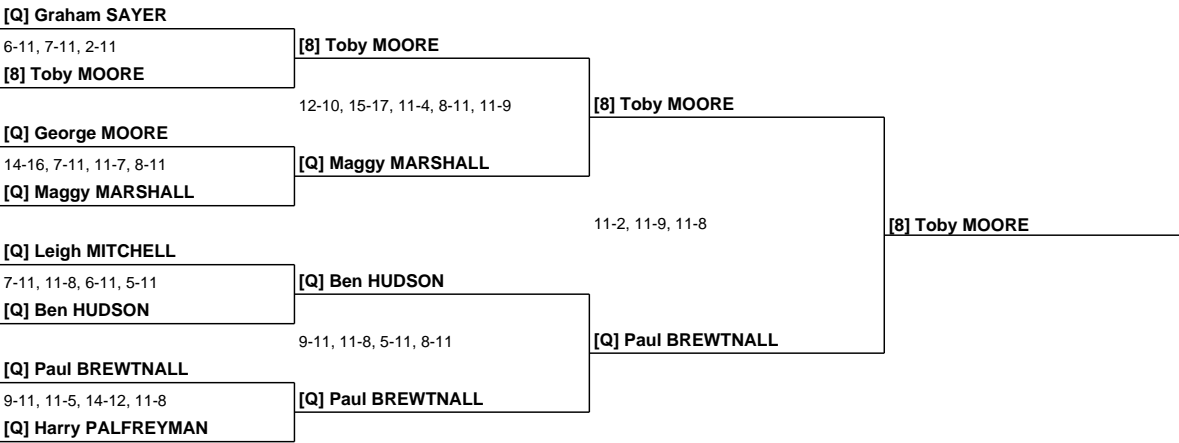 [Q] Graham SAYER
6-11, 7-11, 2-11
[8] Toby MOORE
[8] Toby MOORE
12-10, 15-17, 11-4, 8-11, 11-9
[8] Toby MOORE
[Q] George MOORE
14-16, 7-11, 11-7, 8-11
[Q] Maggy MARSHALL
[Q] Maggy MARSHALL
11-2, 11-9, 11-8
[8] Toby MOORE
[Q] Leigh MITCHELL
7-11, 11-8, 6-11, 5-11
[Q] Ben HUDSON
[Q] Ben HUDSON
9-11, 11-8, 5-11, 8-11
[Q] Paul BREWTNALL
[Q] Paul BREWTNALL
9-11, 11-5, 14-12, 11-8
[Q] Paul BREWTNALL
[Q] Harry PALFREYMAN